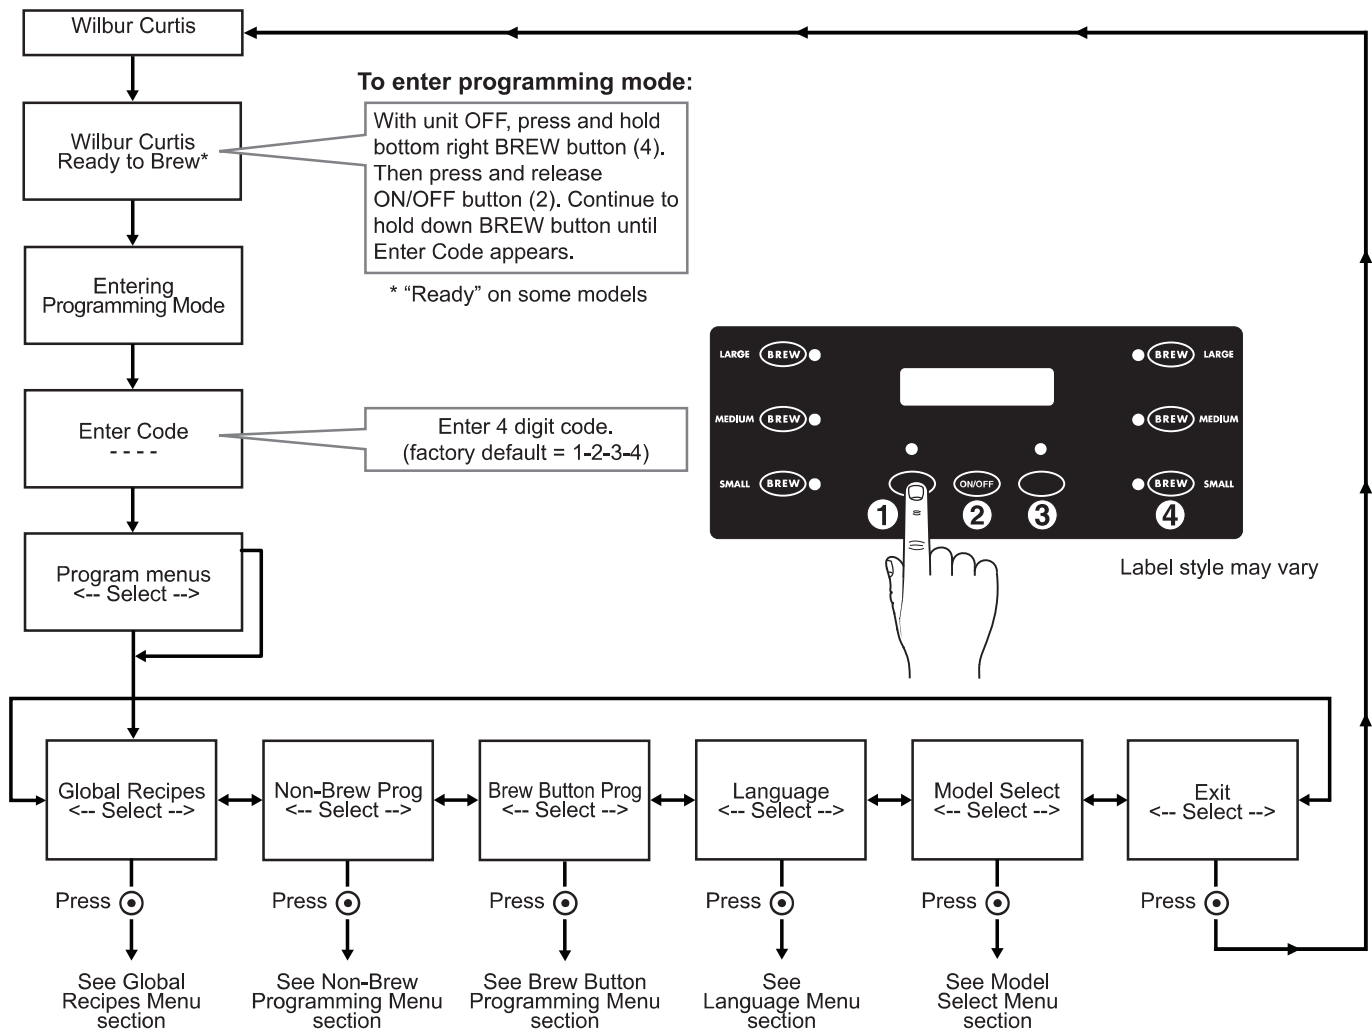 Wilbur Curtis
To enter programming mode:
Wilbur Curtis
Ready to Brew*
With unit OFF, press and hold
bottom right BREW button (4).
Then press and release
ON/OFF button (2). Continue to
hold down BREW button until
Enter Code appears.
* “Ready” on some models
Entering
Programming Mode
Enter Code
- - - -
Enter 4 digit code.
(factory default = 1-2-3-4)
LARGE BREW
BREW LARGE
MEDIUM BREW
BREW MEDIUM
SMALL BREW
ON/OFF
BREW SMALL
1 2 3 4
Label style may vary
Program menus
<-- Select -->
Global Recipes
<-- Select -->
Non-Brew Prog
<-- Select -->
Brew Button Prog
<-- Select -->
Language
<-- Select -->
Model Select
<-- Select -->
Exit
<-- Select -->
Press
Press
Press
Press
Press
Press
See Global
Recipes Menu
section
See Non-Brew
Programming Menu
section
See Brew Button
Programming Menu
section
See
Language Menu
section
See Model
Select Menu
section